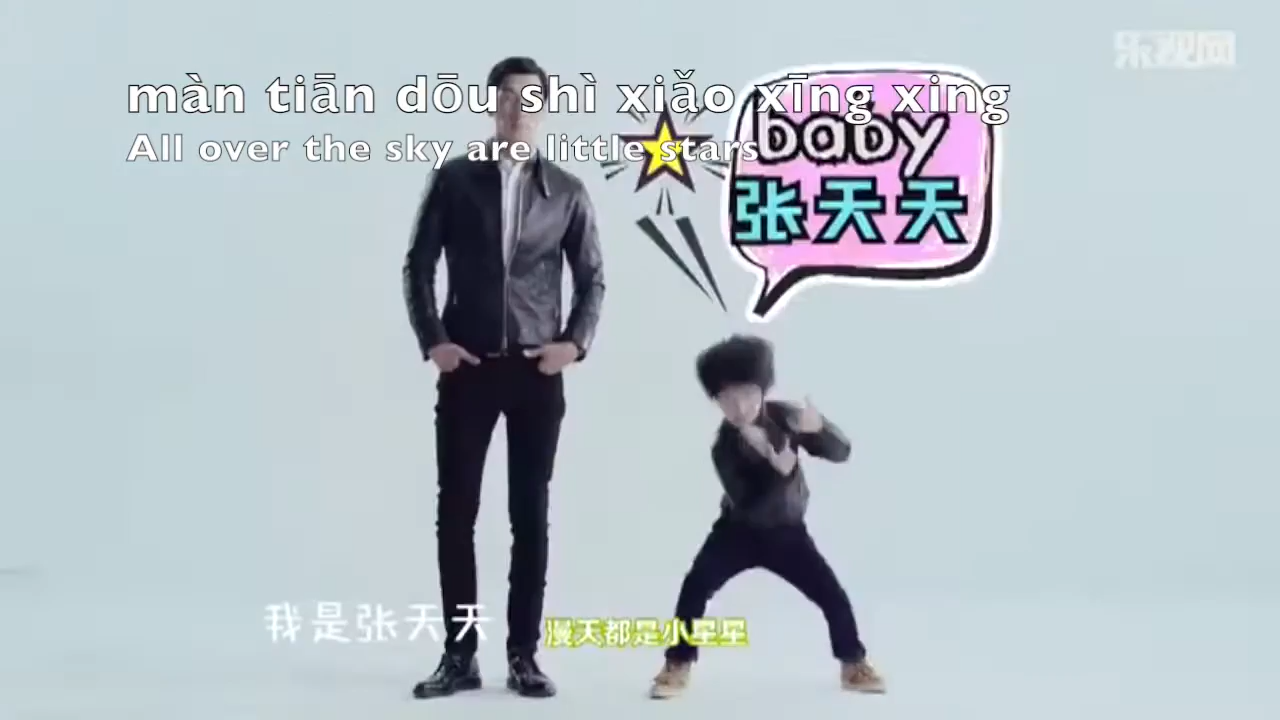 乐视网
màn tiān dōu shì xiǎo xīng xing
All over the sky are little stars
baby
张天天
我是张天天
漫天都是小星星